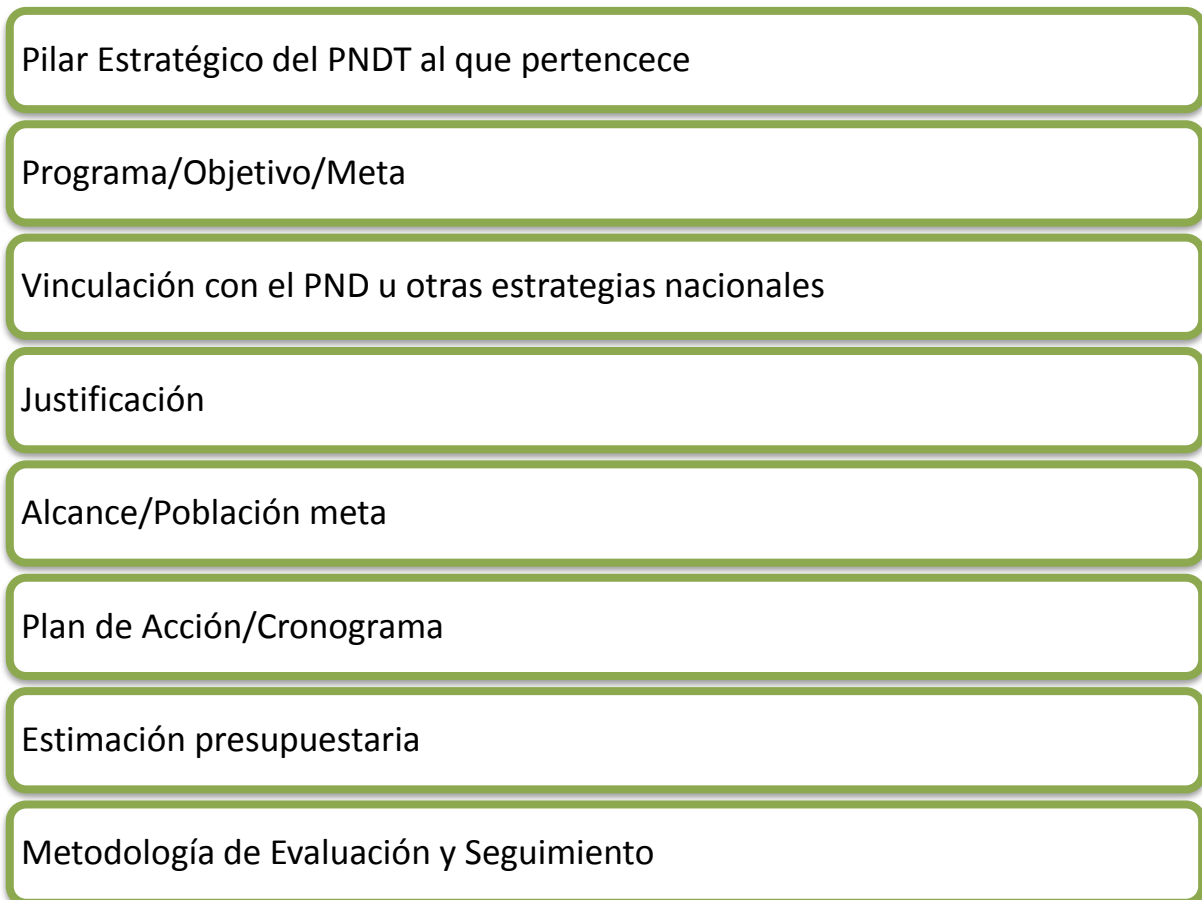 Pilar Estratégico del PNDT al que pertencece
Programa/Objetivo/Meta
Vinculación con el PND u otras estrategias nacionales
Justificación
Alcance/Población meta
Plan de Acción/Cronograma
Estimación presupuestaria
Metodología de Evaluación y Seguimiento